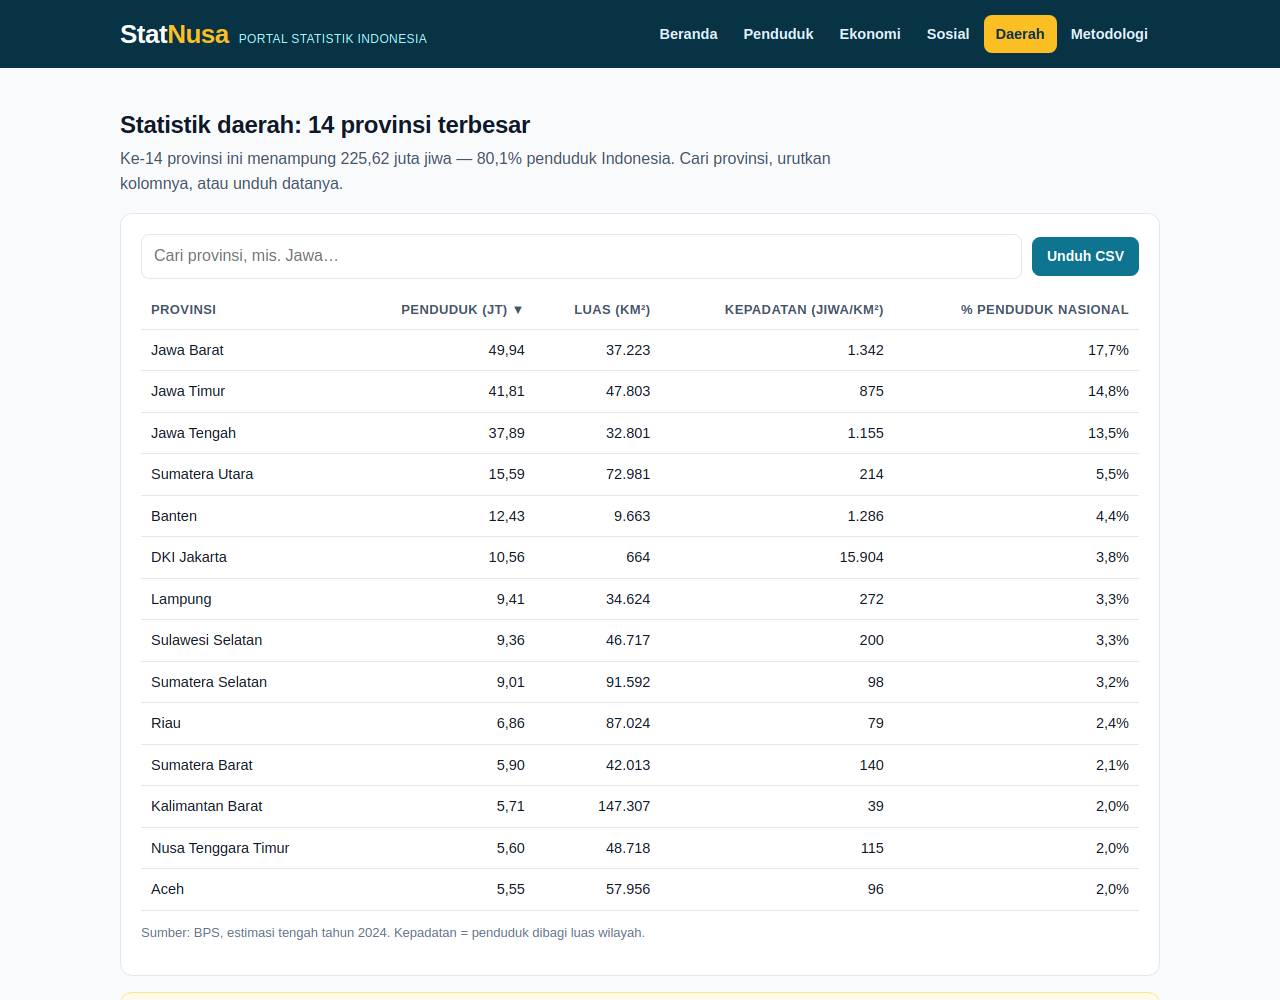 StatNusa PORTAL STATISTIK INDONESIA Beranda Penduduk Ekonomi Sosial Daerah Metodologi
Statistik daerah: 14 provinsi terbesar
Ke-14 provinsi ini menampung 225,62 juta jiwa — 80,1% penduduk Indonesia. Cari provinsi, urutkan
kolomnya, atau unduh datanya.
Cari provinsi, mis. Jawa… Unduh CSV
PROVINSI PENDUDUK (JT) ▼ LUAS (KM²) KEPADATAN (JIWA/KM²) % PENDUDUK NASIONAL
Jawa Barat 49,94 37.223 1.342 17,7%
Jawa Timur 41,81 47.803 875 14,8%
Jawa Tengah 37,89 32.801 1.155 13,5%
Sumatera Utara 15,59 72.981 214 5,5%
Banten 12,43 9.663 1.286 4,4%
DKI Jakarta 10,56 664 15.904 3,8%
Lampung 9,41 34.624 272 3,3%
Sulawesi Selatan 9,36 46.717 200 3,3%
Sumatera Selatan 9,01 91.592 98 3,2%
Riau 6,86 87.024 79 2,4%
Sumatera Barat 5,90 42.013 140 2,1%
Kalimantan Barat 5,71 147.307 39 2,0%
Nusa Tenggara Timur 5,60 48.718 115 2,0%
Aceh 5,55 57.956 96 2,0%
Sumber: BPS, estimasi tengah tahun 2024. Kepadatan = penduduk dibagi luas wilayah.